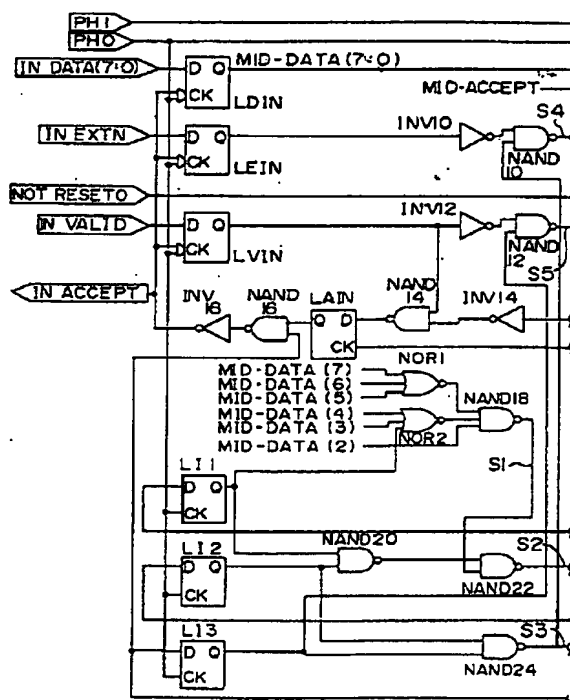 PH1
PH0
IN DATA(7:0)
D Q
MID-DATA (7:0)
CK
LDIN
MID-ACCEPT
S4
IN EXTN
D Q
CK
LEIN
INV10
NAND
10
NOT RESET0
IN VALID
D Q
CK
LVIN
INV12
NAND
12
S5
IN ACCEPT
INV
16
NAND
16
LAIN
Q D
CK
NAND
14
INV14
MID-DATA (7)
MID-DATA (6)
MID-DATA (5)
MID-DATA (4)
MID-DATA (3)
MID-DATA (2)
NOR1
NOR2
NAND18
S1
LI1
D Q
CK
NAND20
LI2
D Q
CK
NAND22
S2
LI3
D Q
CK
NAND24
S3